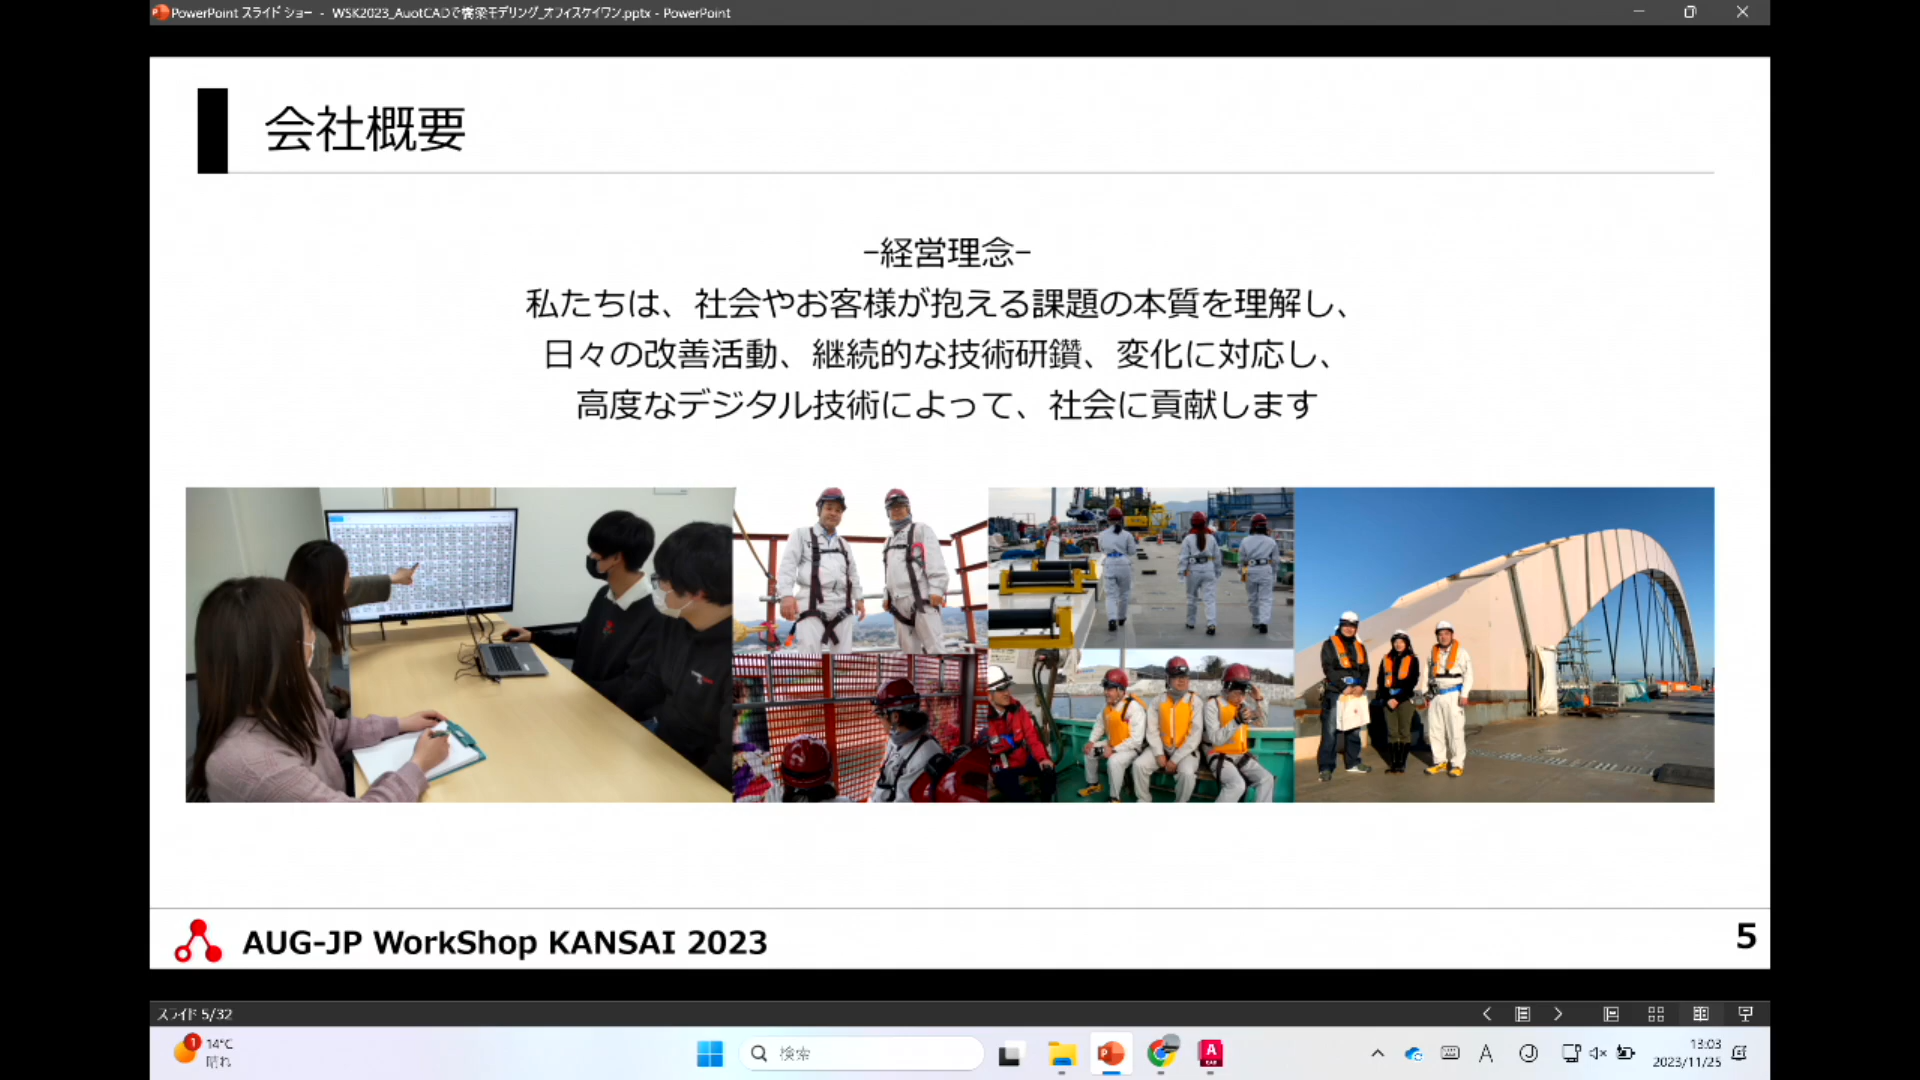 PowerPoint スライド ショー - WSK2023_AuotCADで橋梁モデリング_オフィスケイワン.pptx - PowerPoint
会社概要
−経営理念−
私たちは、社会やお客様が抱える課題の本質を理解し、
日々の改善活動、継続的な技術研鑽、変化に対応し、
高度なデジタル技術によって、社会に貢献します
AUG-JP WorkShop KANSAI 2023
5
スライド 5/32
1
14°C
晴れ
検索
A
CAD
A
13:03
2023/11/25